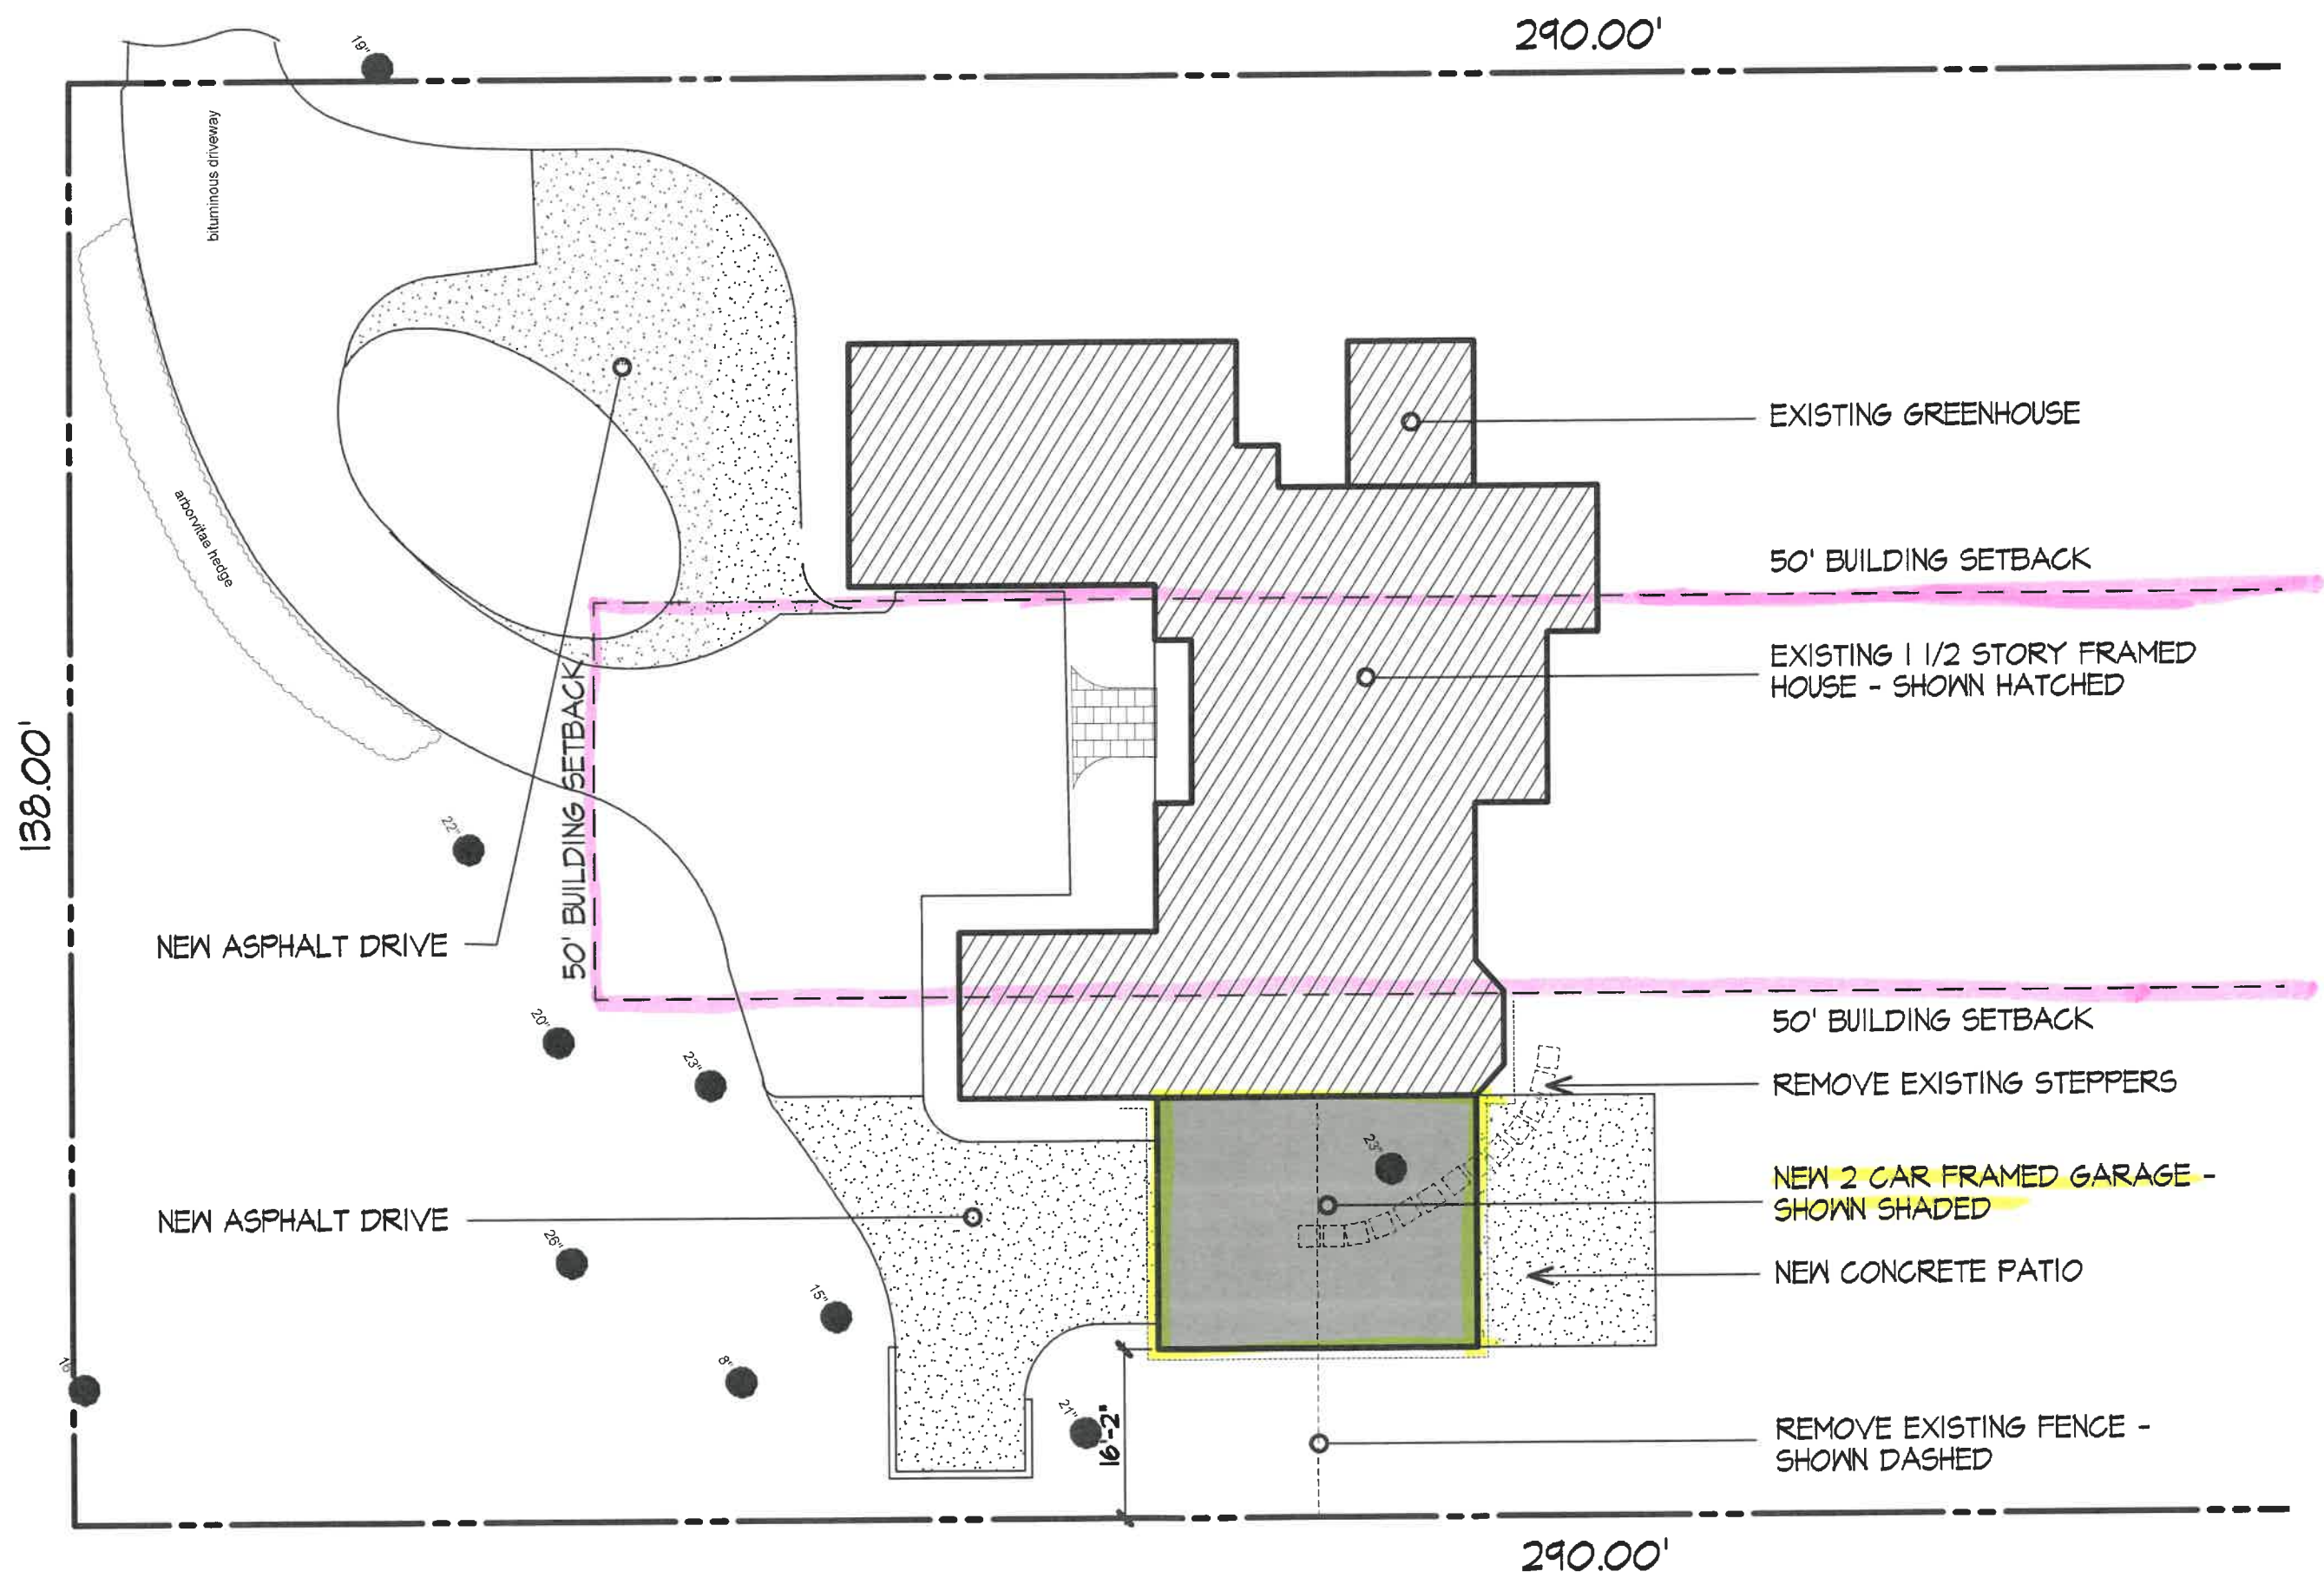 290.00'
19"
bituminous driveway
EXISTING GREENHOUSE
arborvitae hedge
50' BUILDING SETBACK
EXISTING 1 1/2 STORY FRAMED
HOUSE - SHOWN HATCHED
50' BUILDING SETBACK
138.00'
22"
NEW ASPHALT DRIVE
50' BUILDING SETBACK
20"
23"
REMOVE EXISTING STEPPERS
23"
NEW 2 CAR FRAMED GARAGE -
SHOWN SHADED
NEW ASPHALT DRIVE
26"
NEW CONCRETE PATIO
15"
8"
21"
16'-2"
REMOVE EXISTING FENCE -
SHOWN DASHED
290.00'